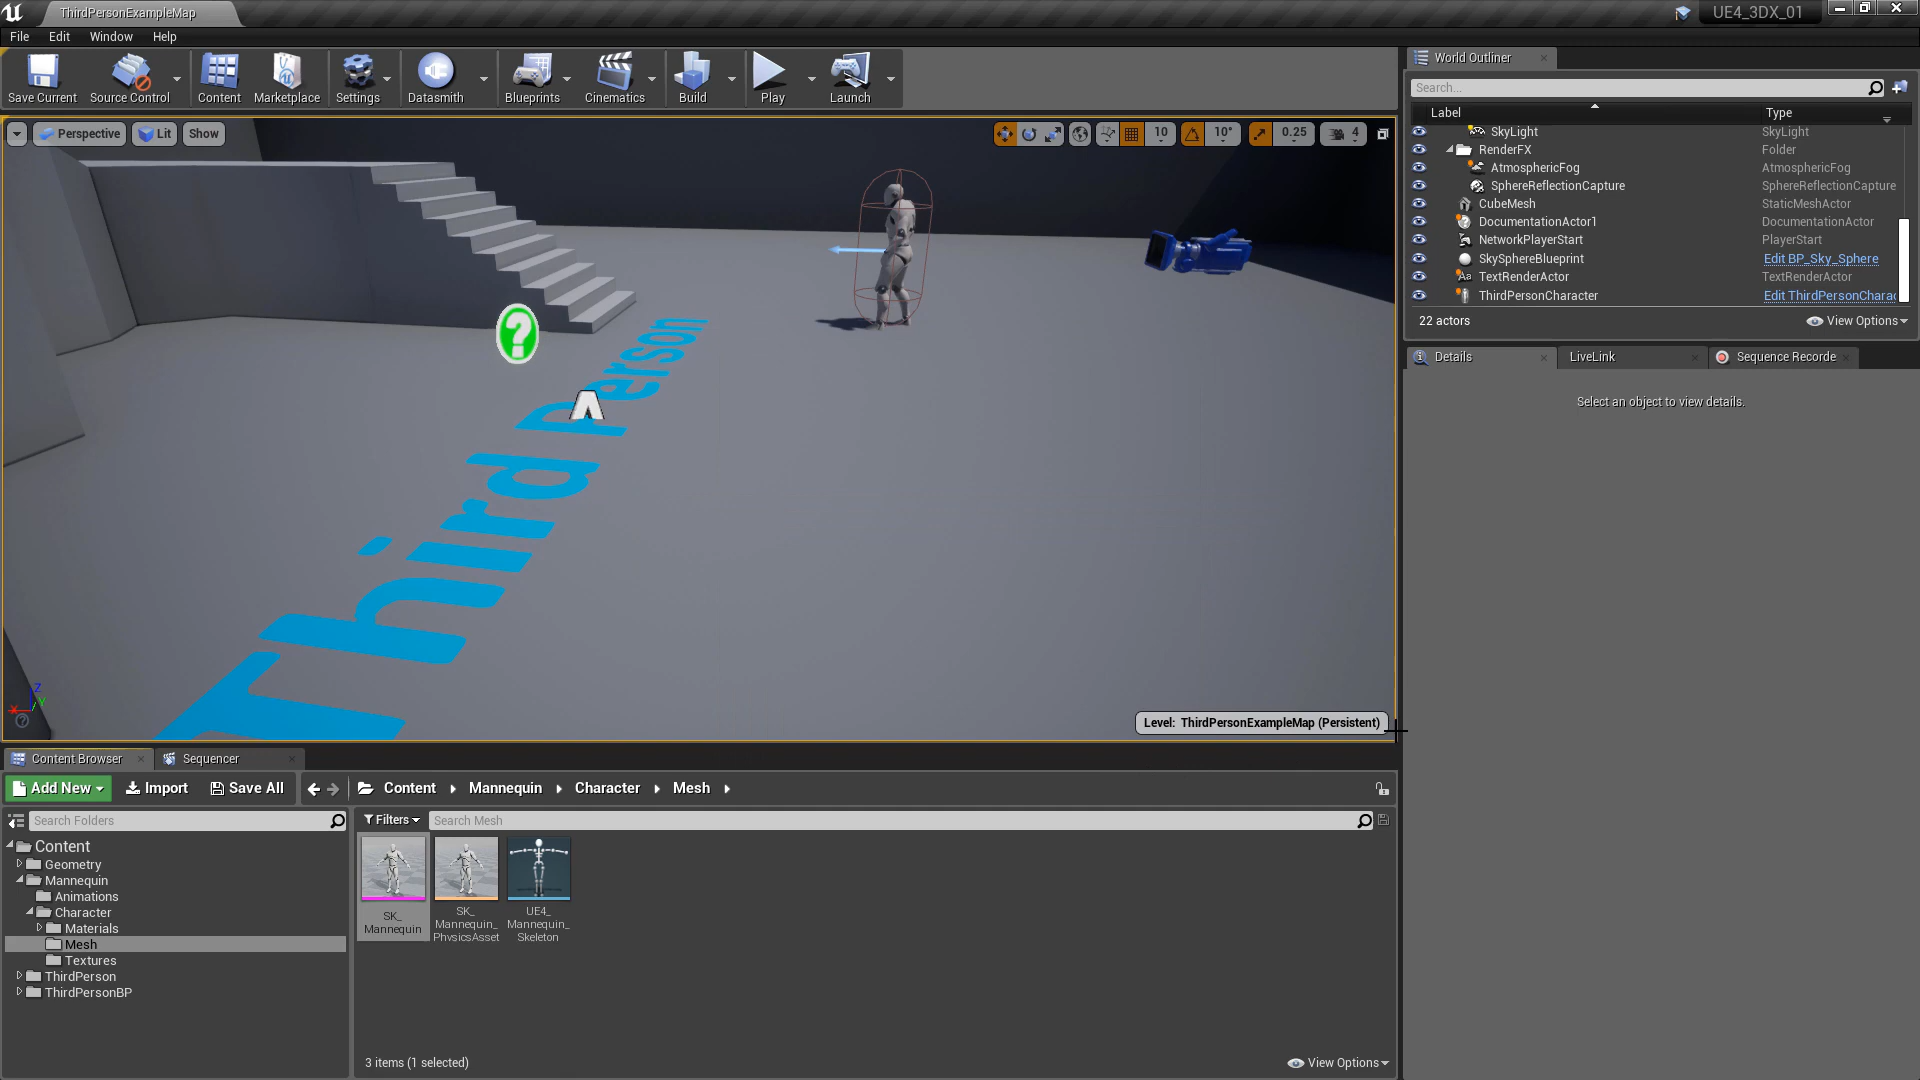 ThirdPersonExampleMap
UE4_3DX_01
File Edit Window Help
Save Current
Source Control
Content
Marketplace
Settings
Datasmith
Blueprints
Cinematics
Build
Play
Launch
Perspective
Lit
Show
10
10°
0.25
4
Third Person
Level: ThirdPersonExampleMap (Persistent)
World Outliner
Search...
Label Type
SkyLight SkyLight
RenderFX Folder
AtmosphericFog AtmosphericFog
SphereReflectionCapture SphereReflectionCapture
CubeMesh StaticMeshActor
DocumentationActor1 DocumentationActor
NetworkPlayerStart PlayerStart
SkySphereBlueprint Edit BP_Sky_Sphere
TextRenderActor TextRenderActor
ThirdPersonCharacter Edit ThirdPersonCharac
22 actors
View Options
Details
LiveLink
Sequence Recorde
Select an object to view details.
Content Browser
Sequencer
Add New
Import
Save All
Content
Mannequin
Character
Mesh
Search Folders
Filters
Search Mesh
Content
Geometry
Mannequin
Animations
Character
Materials
Mesh
Textures
ThirdPerson
ThirdPersonBP
SK_
Mannequin
SK_
Mannequin_
PhysicsAsset
UE4_
Mannequin_
Skeleton
3 items (1 selected)
View Options